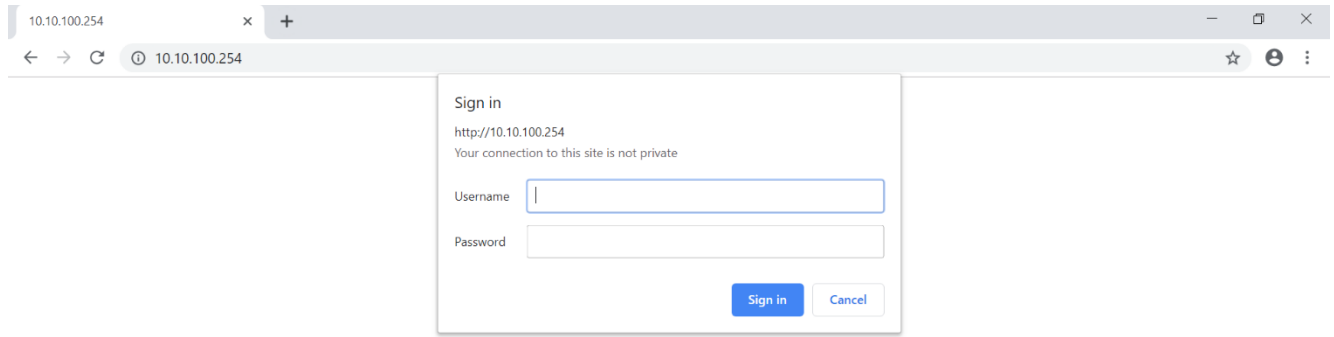 10.10.100.254
10.10.100.254
Sign in
http://10.10.100.254
Your connection to this site is not private
Username
Password
Sign in Cancel